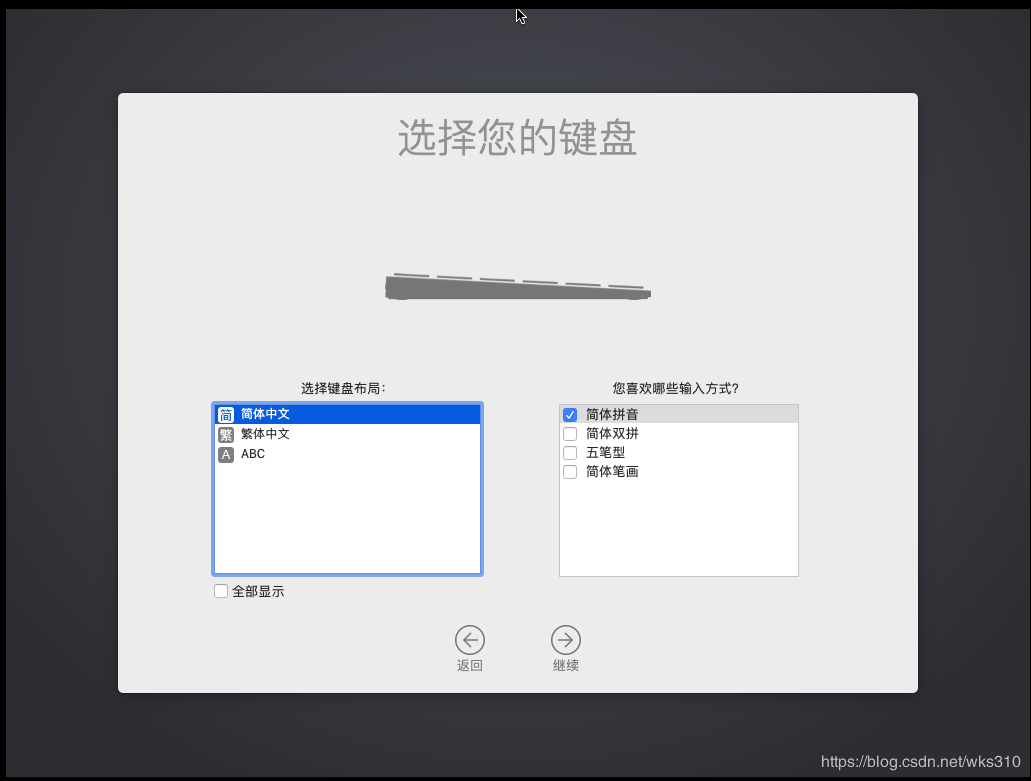 选择您的键盘
选择键盘布局：
简 简体中文
繁 繁体中文
A ABC
全部显示
您喜欢哪些输入方式？
简体拼音
简体双拼
五笔型
简体笔画
返回
继续
https://blog.csdn.net/wks310